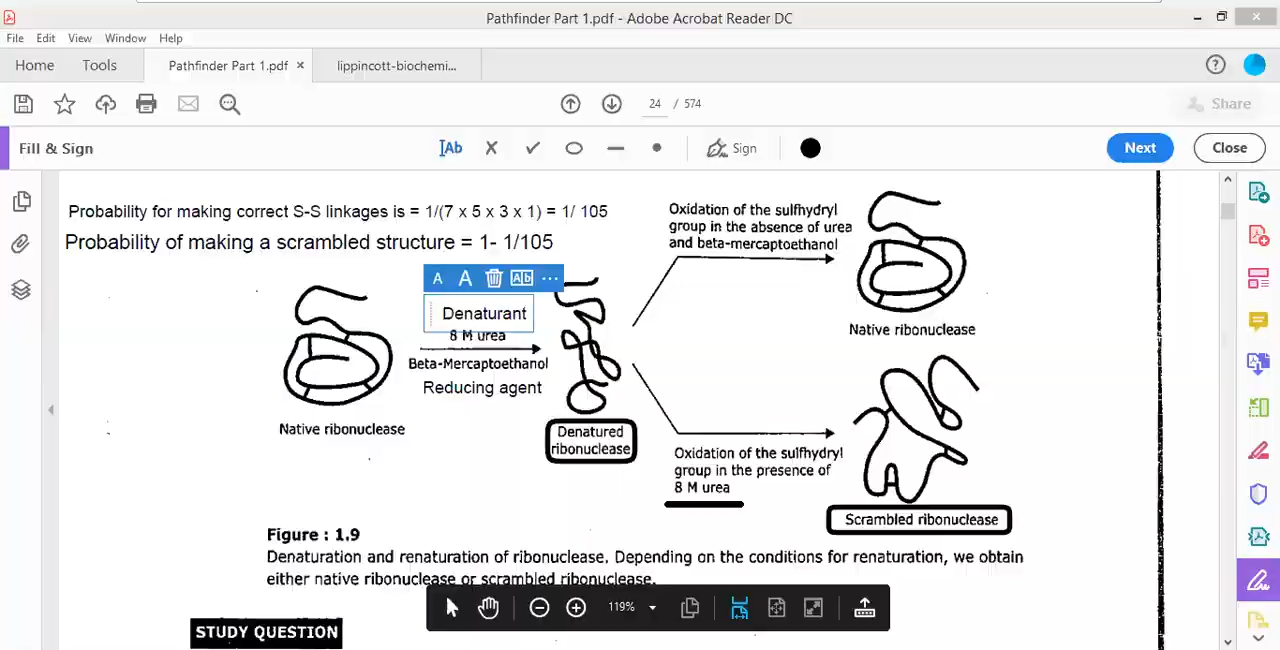 Pathfinder Part 1.pdf - Adobe Acrobat Reader DC
File Edit View Window Help
Home Tools Pathfinder Part 1.pdf × lippincott-biochemi...
24 / 574
Share
Fill & Sign
Ab
Sign
Next
Close
Probability for making correct S-S linkages is = 1/(7 x 5 x 3 x 1) = 1/ 105
Probability of making a scrambled structure = 1- 1/105
Oxidation of the sulfhydryl
group in the absence of urea
and beta-mercaptoethanol
A A Ab ...
Denaturant
8 M urea
Beta-Mercaptoethanol
Reducing agent
Native ribonuclease
Native ribonuclease
Denatured
ribonuclease
Oxidation of the sulfhydryl
group in the presence of
8 M urea
Scrambled ribonuclease
Figure : 1.9
Denaturation and renaturation of ribonuclease. Depending on the conditions for renaturation, we obtain
either native ribonuclease or scrambled ribonuclease.
119%
STUDY QUESTION